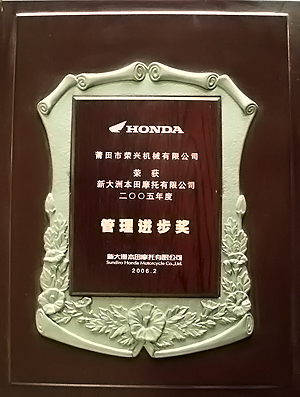 HONDA
莆田市荣兴机械有限公司
荣获
新大洲本田摩托有限公司
二〇〇五年度
管理进步奖
新大洲本田摩托有限公司
Sundiro Honda Motorcycle Co.,Ltd.
2006.2